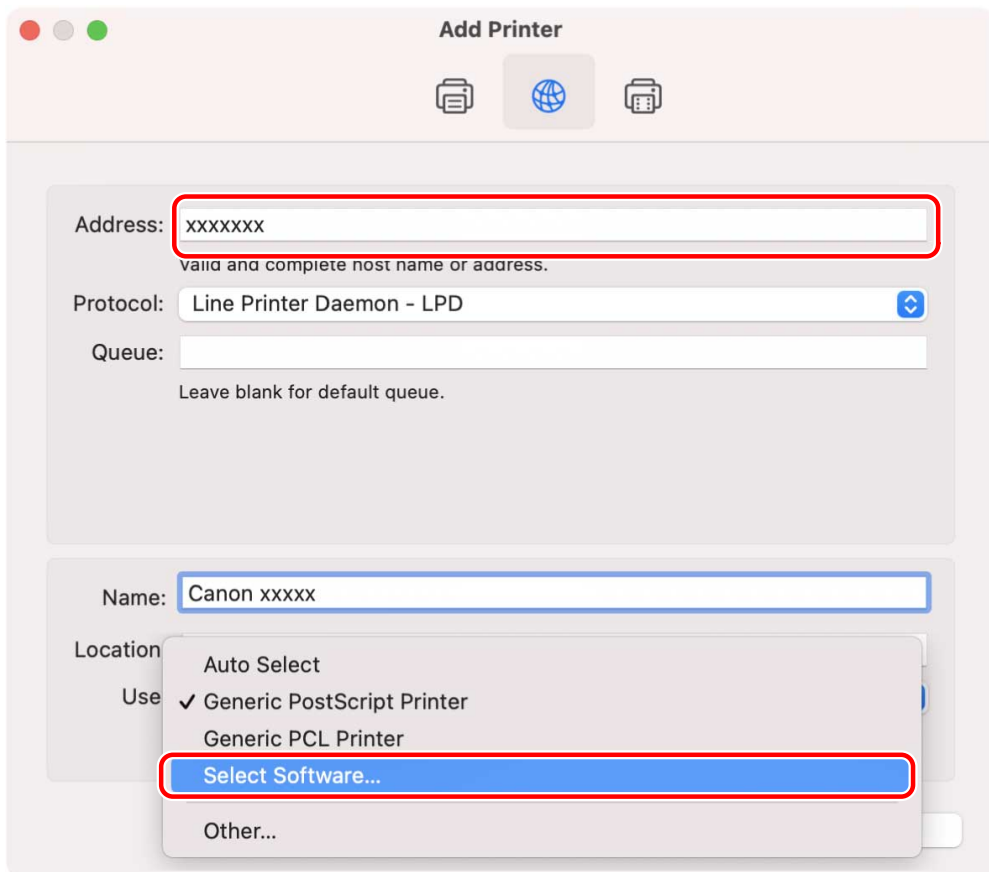 Add Printer
Address: xxxxxxx
Valid and complete host name or address.
Protocol: Line Printer Daemon - LPD
Queue:
Leave blank for default queue.
Name: Canon xxxxx
Location
Use
Auto Select
✓ Generic PostScript Printer
Generic PCL Printer
Select Software...
Other...